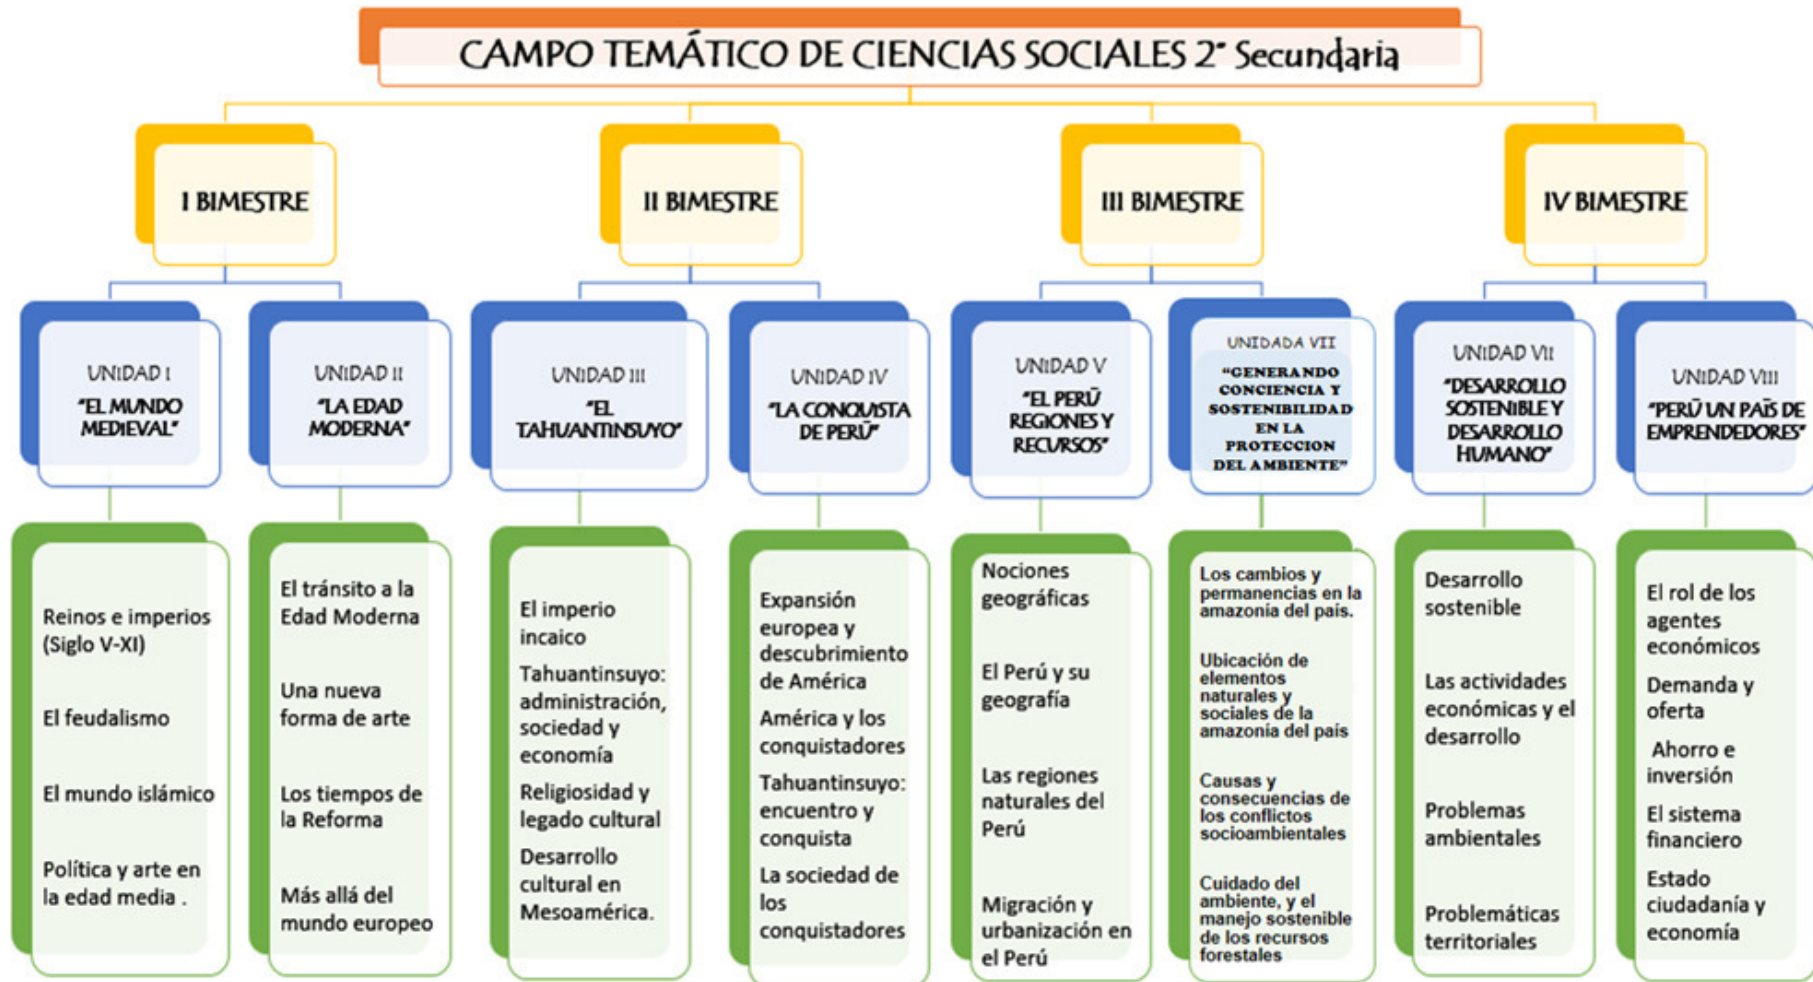 CAMPO TEMÁTICO DE CIENCIAS SOCIALES 2° Secundaria
I BIMESTRE
II BIMESTRE
III BIMESTRE
IV BIMESTRE
UNIDAD I
"EL MUNDO
MEDIEVAL"
UNIDAD II
"LA EDAD
MODERNA"
UNIDAD III
"EL
TAHUANTINSUYO"
UNIDAD IV
"LA CONQUISTA
DE PERÚ"
UNIDAD V
"EL PERÚ
REGIONES Y
RECURSOS"
UNIDADA VII
"GENERANDO
CONCIENCIA Y
SOSTENIBILIDAD
EN LA
PROTECCION
DEL AMBIENTE"
UNIDAD VII
"DESARROLLO
SOSTENIBLE Y
DESARROLLO
HUMANO"
UNIDAD VIII
"PERÚ UN PAÍS DE
EMPRENDEDORES"
Reinos e imperios
(Siglo V-XI)
El feudalismo
El mundo islámico
Política y arte en
la edad media .
El tránsito a la
Edad Moderna
Una nueva
forma de arte
Los tiempos de
la Reforma
Más allá del
mundo europeo
El imperio
incaico
Tahuantinsuyo:
administración,
sociedad y
economía
Religiosidad y
legado cultural
Desarrollo
cultural en
Mesoamérica.
Expansión
europea y
descubrimiento
de América
América y los
conquistadores
Tahuantinsuyo:
encuentro y
conquista
La sociedad de
los
conquistadores
Nociones
geográficas
El Perú y su
geografía
Las regiones
naturales del
Perú
Migración y
urbanización en
el Perú
Los cambios y
permanencias en la
amazonía del país.
Ubicación de
elementos
naturales y
sociales de la
amazonía del país
Causas y
consecuencias de
los conflictos
socioambientales
Cuidado del
ambiente, y el
manejo sostenible
de los recursos
forestales
Desarrollo
sostenible
Las actividades
económicas y el
desarrollo
Problemas
ambientales
Problemáticas
territoriales
El rol de los
agentes
económicos
Demanda y
oferta
Ahorro e
inversión
El sistema
financiero
Estado
ciudadanía y
economía